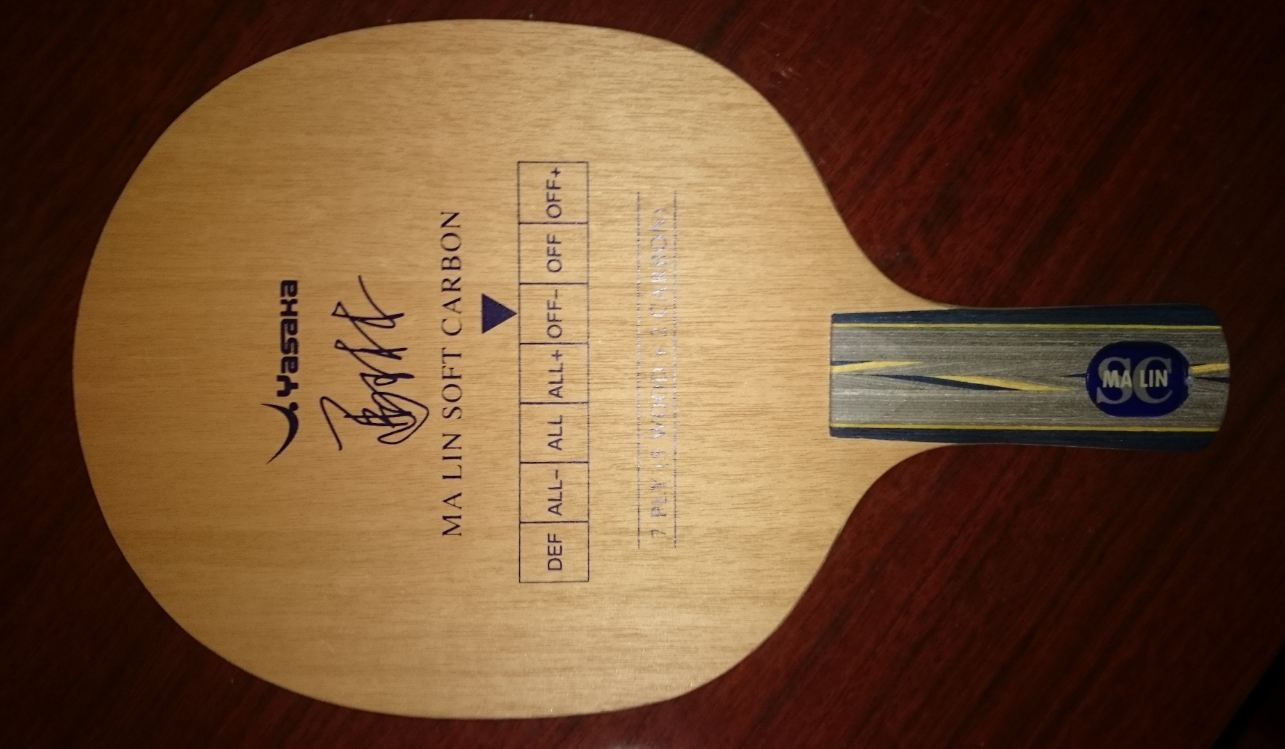 Yasaka
MA LIN SOFT CARBON
DEF ALL- ALL ALL+ OFF- OFF OFF+
7 PLY (5 WOOD + 2 CARBON)
SC
MA LIN